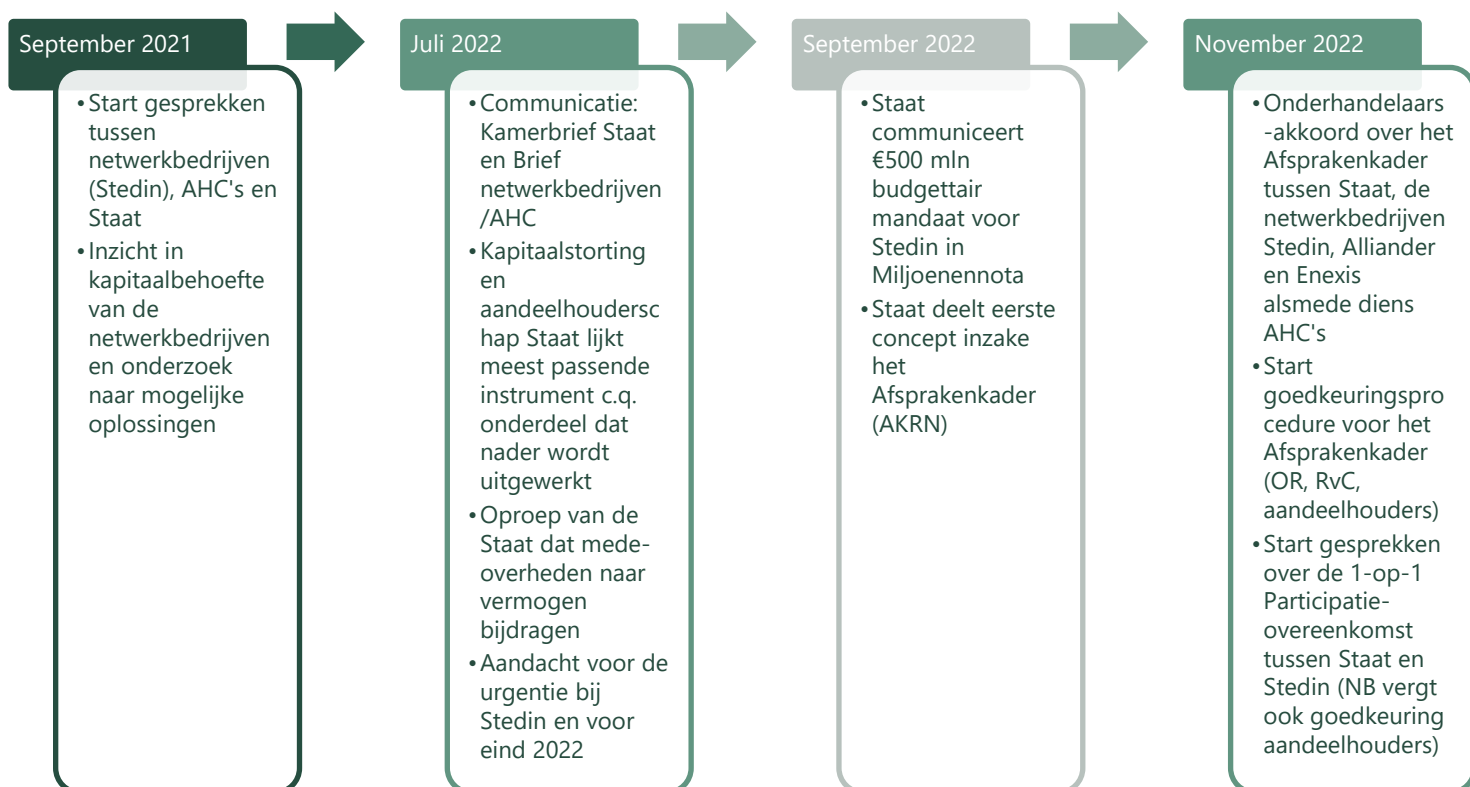 September 2021
• Start gesprekken
tussen
netwerkbedrijven
(Stedin), AHC's en
Staat
• Inzicht in
kapitaalbehoefte
van de
netwerkbedrijven
en onderzoek
naar mogelijke
oplossingen
Juli 2022
• Communicatie:
Kamerbrief Staat
en Brief
netwerkbedrijven
/AHC
• Kapitaalstorting
en
aandeelhoudersc
hap Staat lijkt
meest passende
instrument c.q.
onderdeel dat
nader wordt
uitgewerkt
• Oproep van de
Staat dat mede-
overheden naar
vermogen
bijdragen
• Aandacht voor de
urgentie bij
Stedin en voor
eind 2022
September 2022
• Staat
communiceert
€500 mln
budgettair
mandaat voor
Stedin in
Miljoenennota
• Staat deelt eerste
concept inzake
het
Afsprakenkader
(AKRN)
November 2022
• Onderhandelaars
-akkoord over het
Afsprakenkader
tussen Staat, de
netwerkbedrijven
Stedin, Alliander
en Enexis
alsmede diens
AHC's
• Start
goedkeuringspro
cedure voor het
Afsprakenkader
(OR, RvC,
aandeelhouders)
• Start gesprekken
over de 1-op-1
Participatie-
overeenkomst
tussen Staat en
Stedin (NB vergt
ook goedkeuring
aandeelhouders)